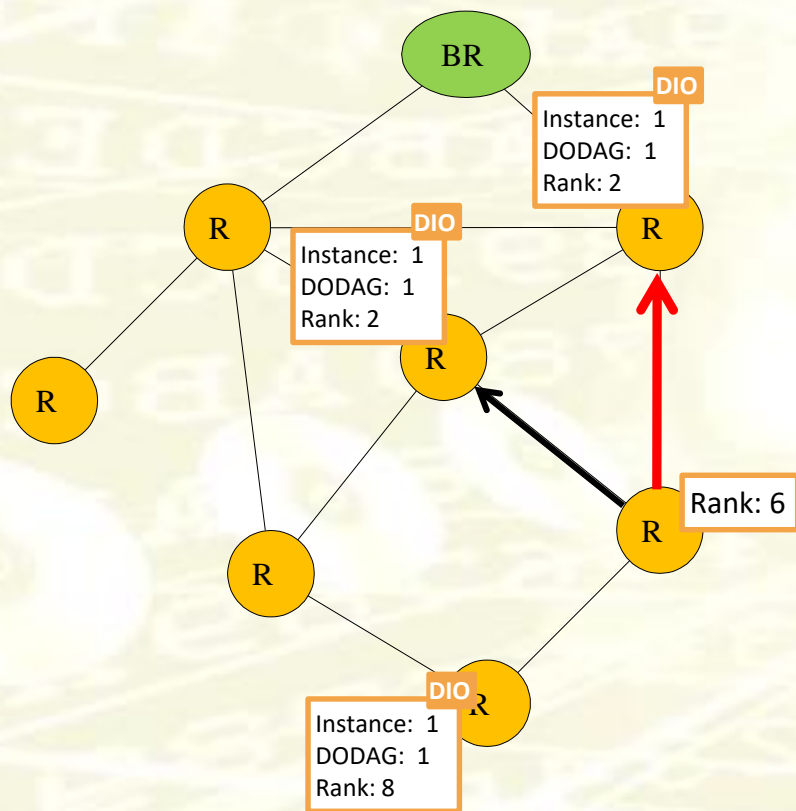 BR
DIO
Instance: 1
DODAG: 1
Rank: 2
R
DIO
R
Instance: 1
DODAG: 1
Rank: 2
R
R
Rank: 6
R
R
DIO
R
Instance: 1
DODAG: 1
Rank: 8